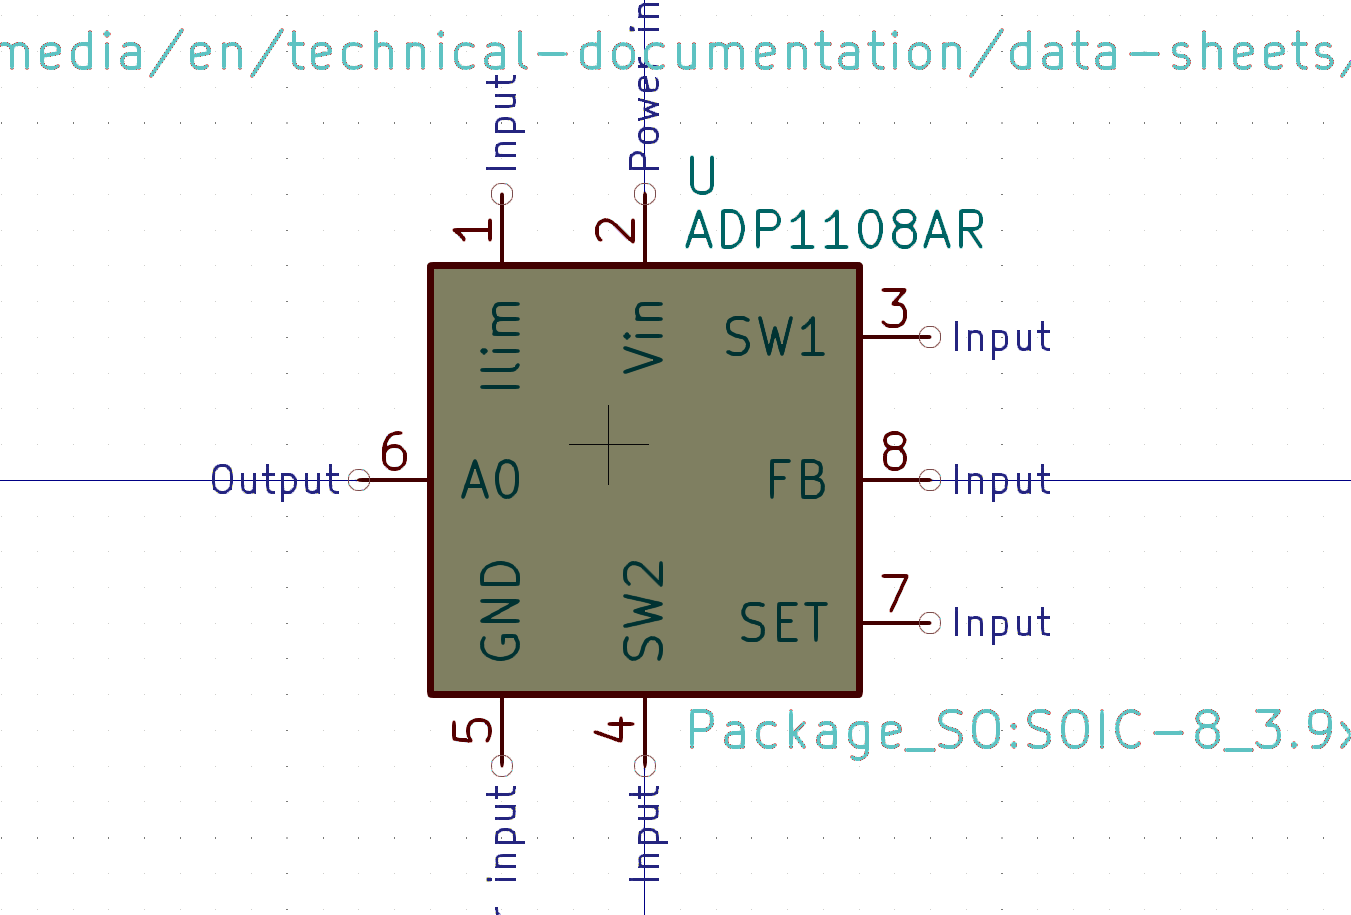 media/en/technical-documentation/data-sheets/
Input
Power in
U
ADP1108AR
1
2
Ilim
Vin
SW1
3
Input
Output
6
A0
FB
8
Input
GND
SW2
SET
7
Input
5
4
Package_SO:SOIC-8_3.9x
input
Input